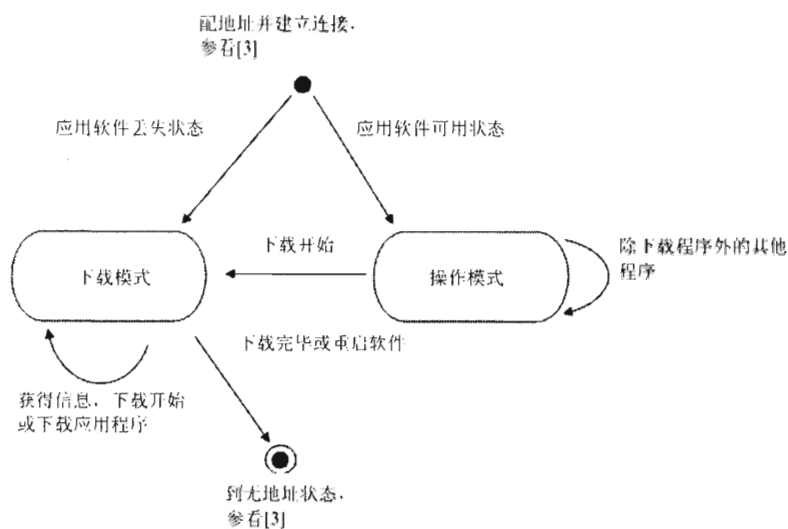 配地址并建立连接，
参看[3]
应用软件丢失状态
应用软件可用状态
下载开始
除下载程序外的其他
程序
下载模式
操作模式
下载完毕或重启软件
获得信息，下载开始
或下载应用程序
到无地址状态，
参看[3]